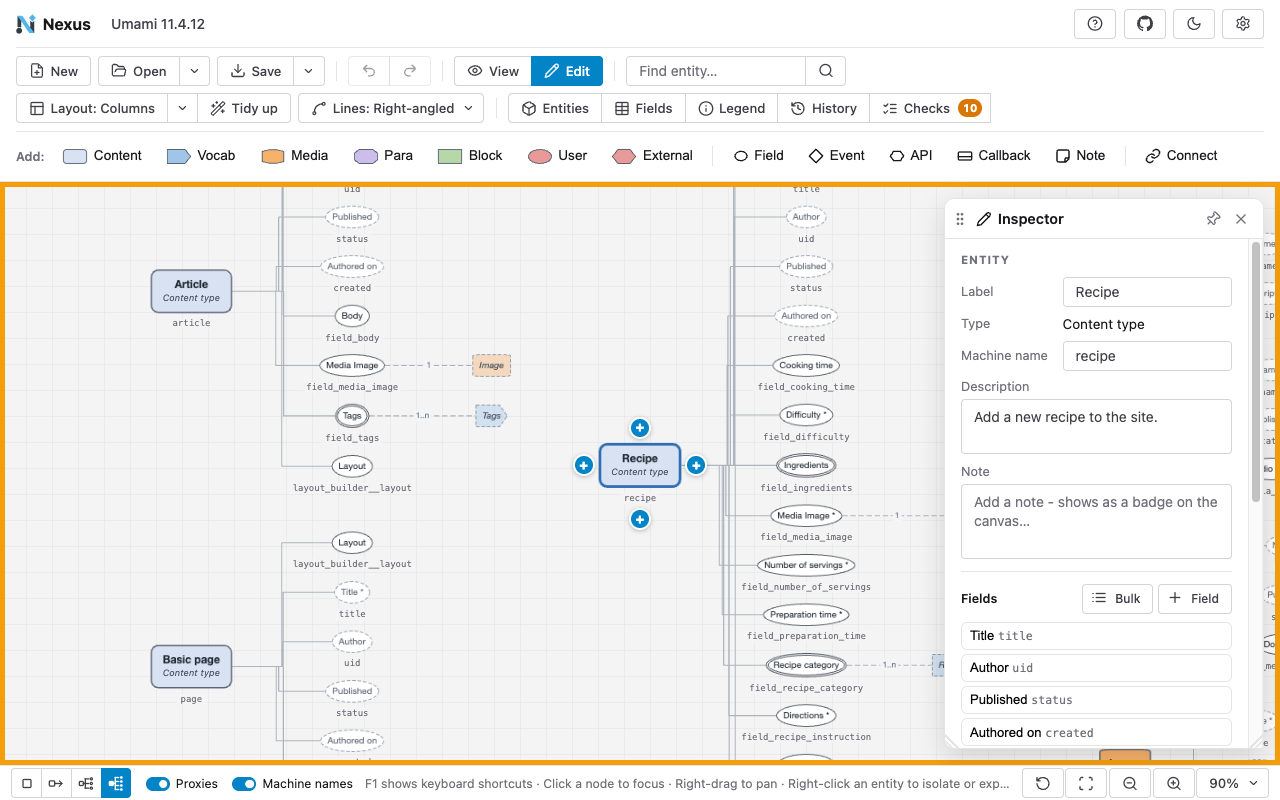 Nexus Umami 11.4.12
New Open Save View Edit Find entity...
Layout: Columns Tidy up Lines: Right-angled Entities Fields Legend History Checks 10
Add: Content Vocab Media Para Block User External Field Event API Callback Note Connect
uid
Published
status
Authored on
created
Article
Content type
article
Body
field_body
Media Image 1 Image
field_media_image
Tags 1..n Tags
field_tags
Layout
layout_builder__layout
Layout
layout_builder__layout
Title *
title
Author
uid
Basic page
Content type
page
Published
status
Authored on
title
Author
uid
Published
status
Authored on
created
Cooking time
field_cooking_time
Difficulty *
field_difficulty
Recipe
Content type
recipe
Ingredients
field_ingredients
Media Image * 1
field_media_image
Number of servings *
field_number_of_servings
Preparation time *
field_preparation_time
Recipe category 1..n
field_recipe_category
Directions *
field_recipe_instruction
Inspector
ENTITY
Label Recipe
Type Content type
Machine name recipe
Description
Add a new recipe to the site.
Note
Add a note - shows as a badge on the
canvas...
Fields Bulk Field
Title title
Author uid
Published status
Authored on created
Proxies Machine names F1 shows keyboard shortcuts · Click a node to focus · Right-drag to pan · Right-click an entity to isolate or exp... 90%